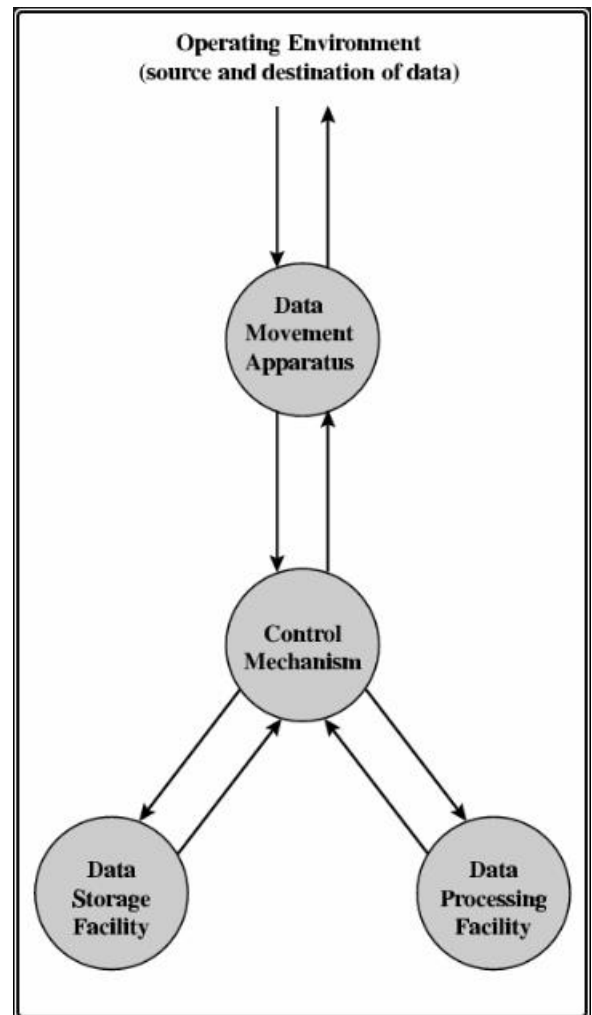 Operating Environment
(source and destination of data)
Data
Movement
Apparatus
Control
Mechanism
Data
Storage
Facility
Data
Processing
Facility